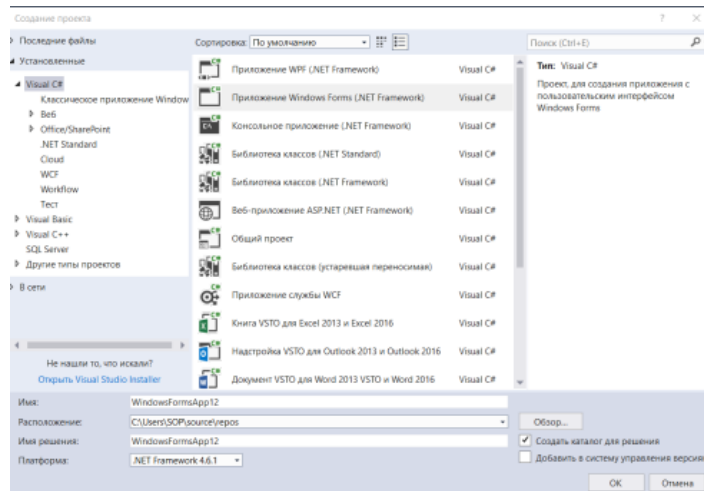 Создание проекта
? ×
Последние файлы
Установленные
Visual C#
Классическое приложение Window
Веб
Office/SharePoint
.NET Standard
Cloud
WCF
Workflow
Тест
Visual Basic
Visual C++
SQL Server
Другие типы проектов
В сети
Не нашли то, что искали?
Открыть Visual Studio Installer
Сортировка: По умолчанию
Приложение WPF (.NET Framework) Visual C#
Приложение Windows Forms (.NET Framework) Visual C#
Консольное приложение (.NET Framework) Visual C#
Библиотека классов (.NET Standard) Visual C#
Библиотека классов (.NET Framework) Visual C#
Веб-приложение ASP.NET (.NET Framework) Visual C#
Общий проект Visual C#
Библиотека классов (устаревшая переносимая) Visual C#
Приложение службы WCF Visual C#
Книга VSTO для Excel 2013 и Excel 2016 Visual C#
Надстройка VSTO для Outlook 2013 и Outlook 2016 Visual C#
Документ VSTO для Word 2013 VSTO и Word 2016 Visual C#
Поиск (Ctrl+E)
Тип: Visual C#
Проект, для создания приложения с
пользовательским интерфейсом
Windows Forms
Имя: WindowsFormsApp12
Расположение: C:\Users\SOP\source\repos
Обзор...
Имя решения: WindowsFormsApp12
Создать каталог для решения
Платформа: .NET Framework 4.6.1
Добавить в систему управления версия
ОК
Отмена